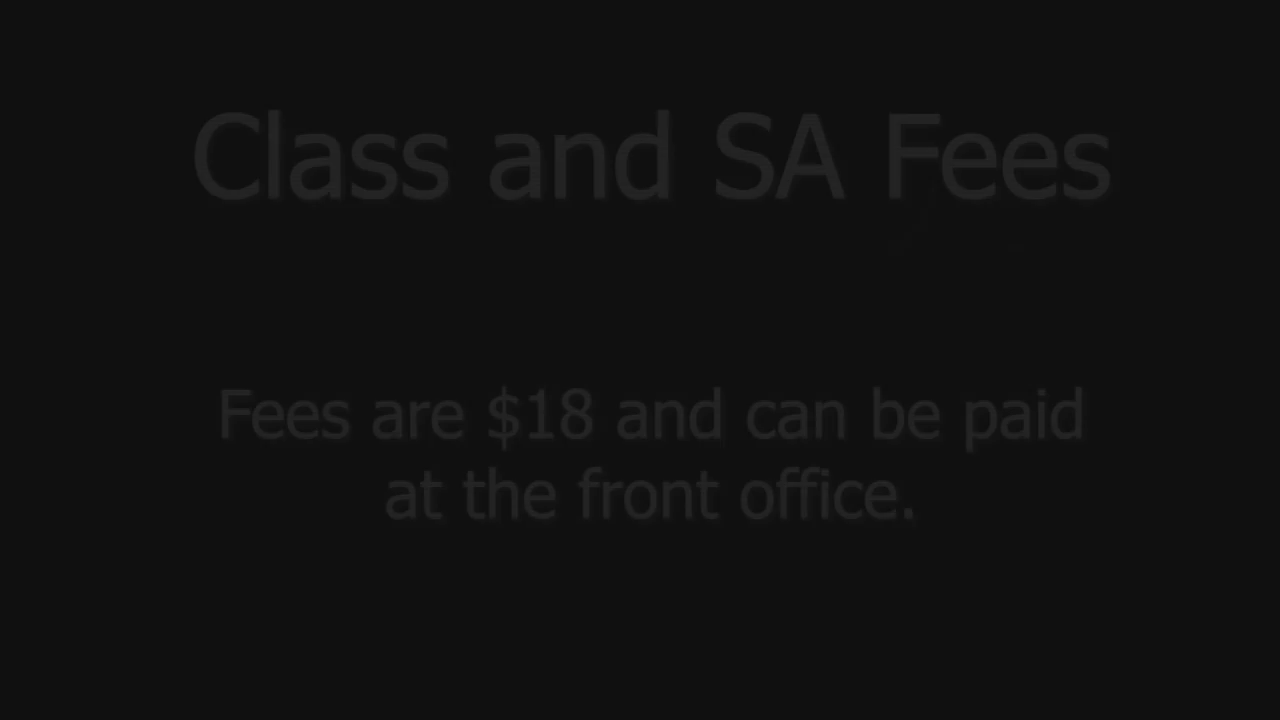 Class and SA Fees
Fees are $18 and can be paid
at the front office.